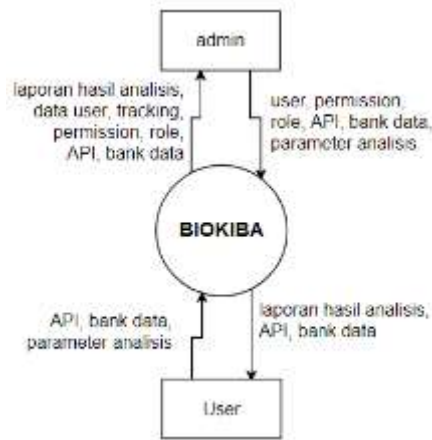 admin
laporan hasil analisis,
data user, tracking,
permission, role,
API, bank data
user, permission,
role, API, bank data,
parameter analisis
BIOKIBA
API, bank data,
parameter analisis
laporan hasil analisis,
API, bank data
User